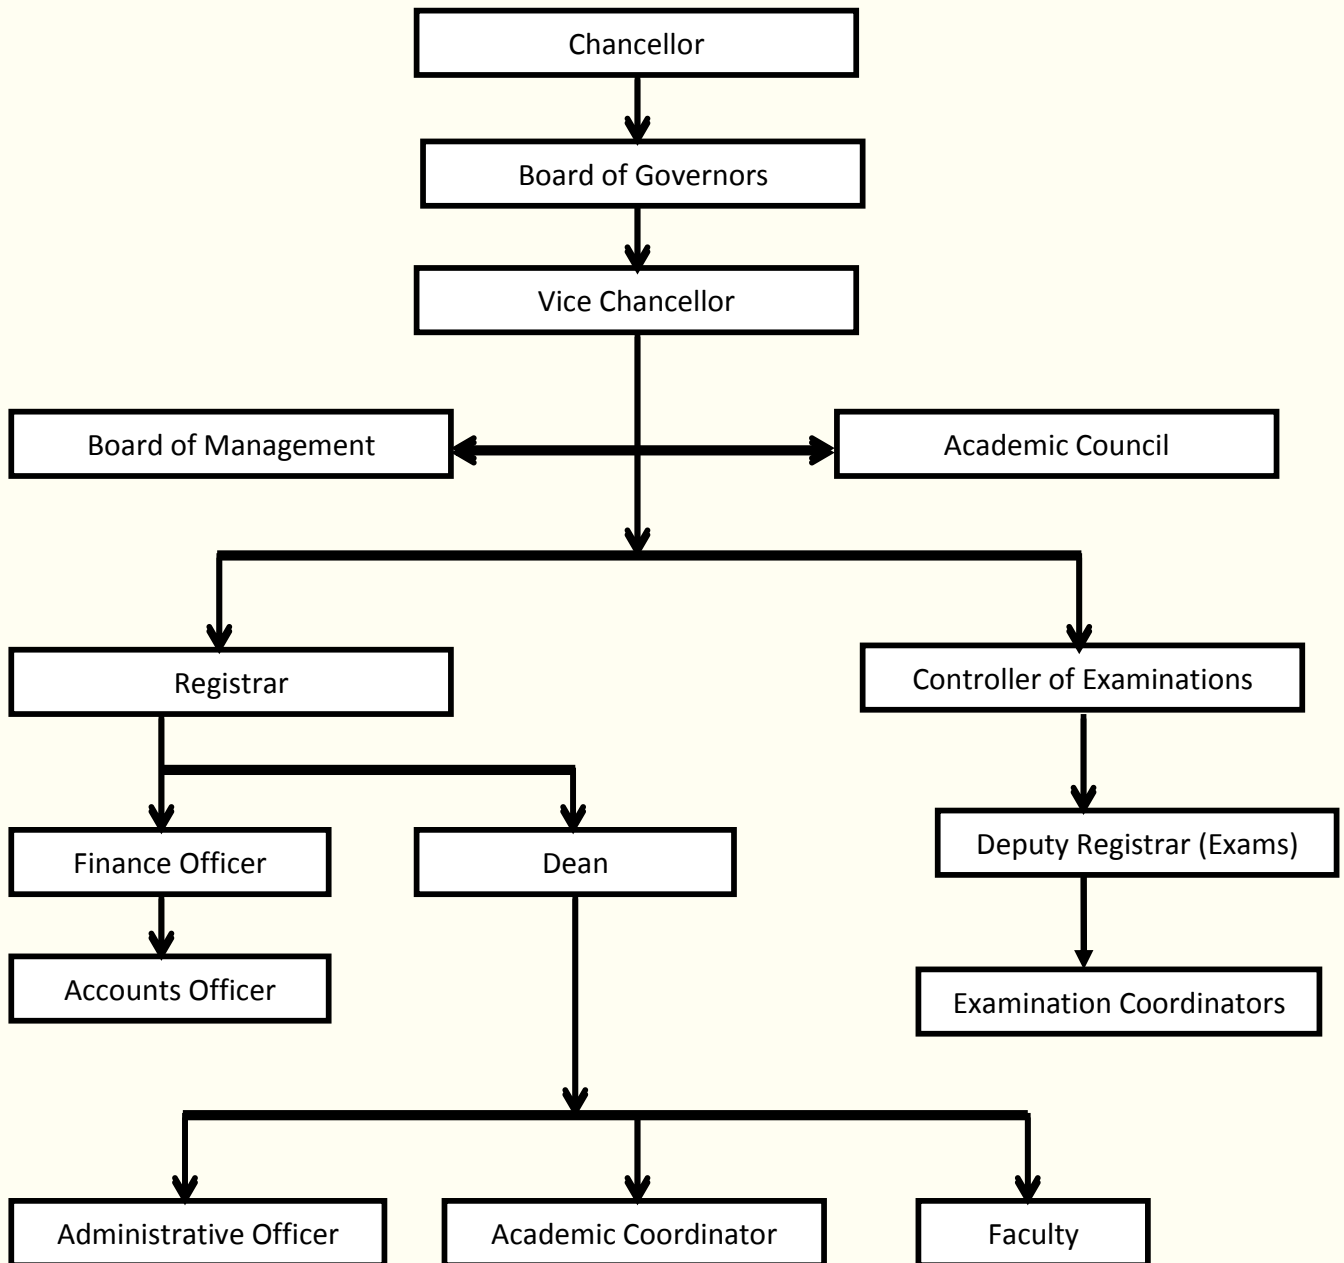 Chancellor
Board of Governors
Vice Chancellor
Board of Management
Academic Council
Registrar
Controller of Examinations
Finance Officer
Dean
Deputy Registrar (Exams)
Accounts Officer
Examination Coordinators
Administrative Officer
Academic Coordinator
Faculty